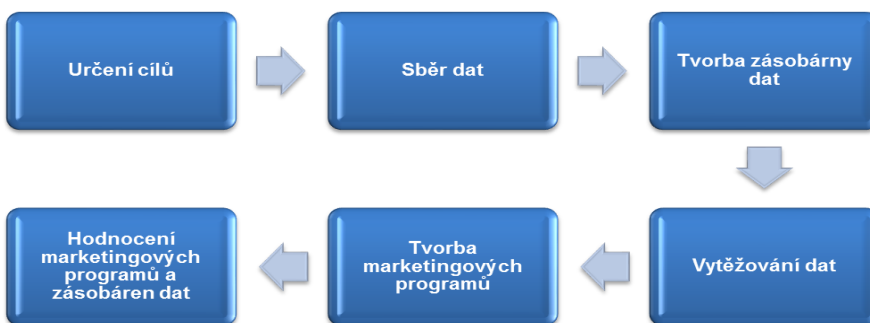 Určení cílů
Sběr dat
Tvorba zásobárny
dat
Vytěžování dat
Tvorba
marketingových
programů
Hodnocení
marketingových
programů a
zásobáren dat